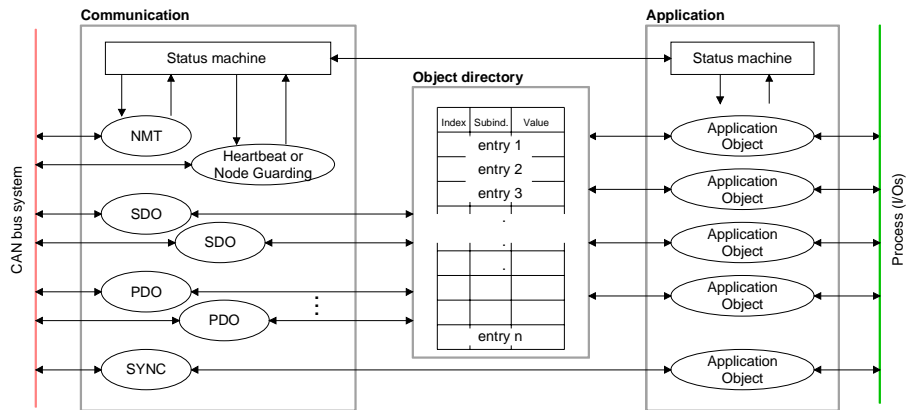 Communication
Application
Status machine
Status machine
Object directory
Index Subind. Value
NMT
entry 1
Application
Object
Heartbeat or
Node Guarding
entry 2
entry 3
Application
Object
SDO
.
SDO
.
Application
Object
.
PDO
Application
Object
PDO
entry n
SYNC
Application
Object
CAN bus system
Process (I/Os)